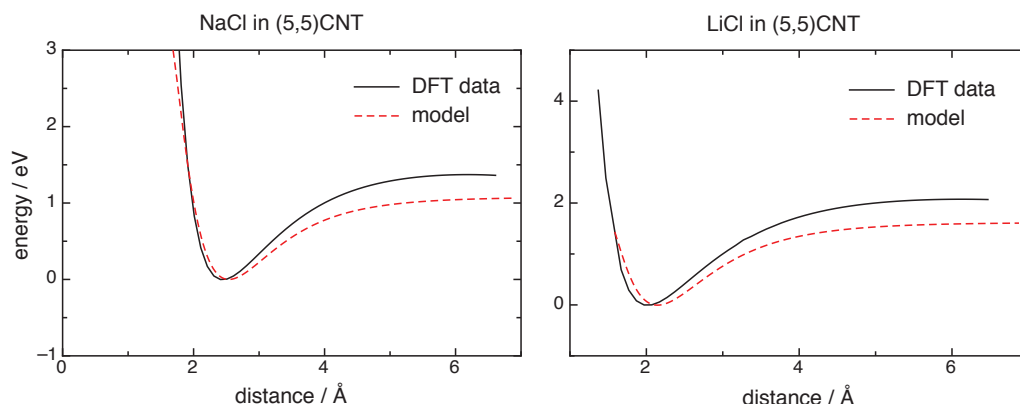 NaCl in (5,5)CNT
3
2
1
0
−1
0
2
4
6
energy / eV
distance / Å
DFT data
model
LiCl in (5,5)CNT
4
2
0
2
4
6
distance / Å
DFT data
model